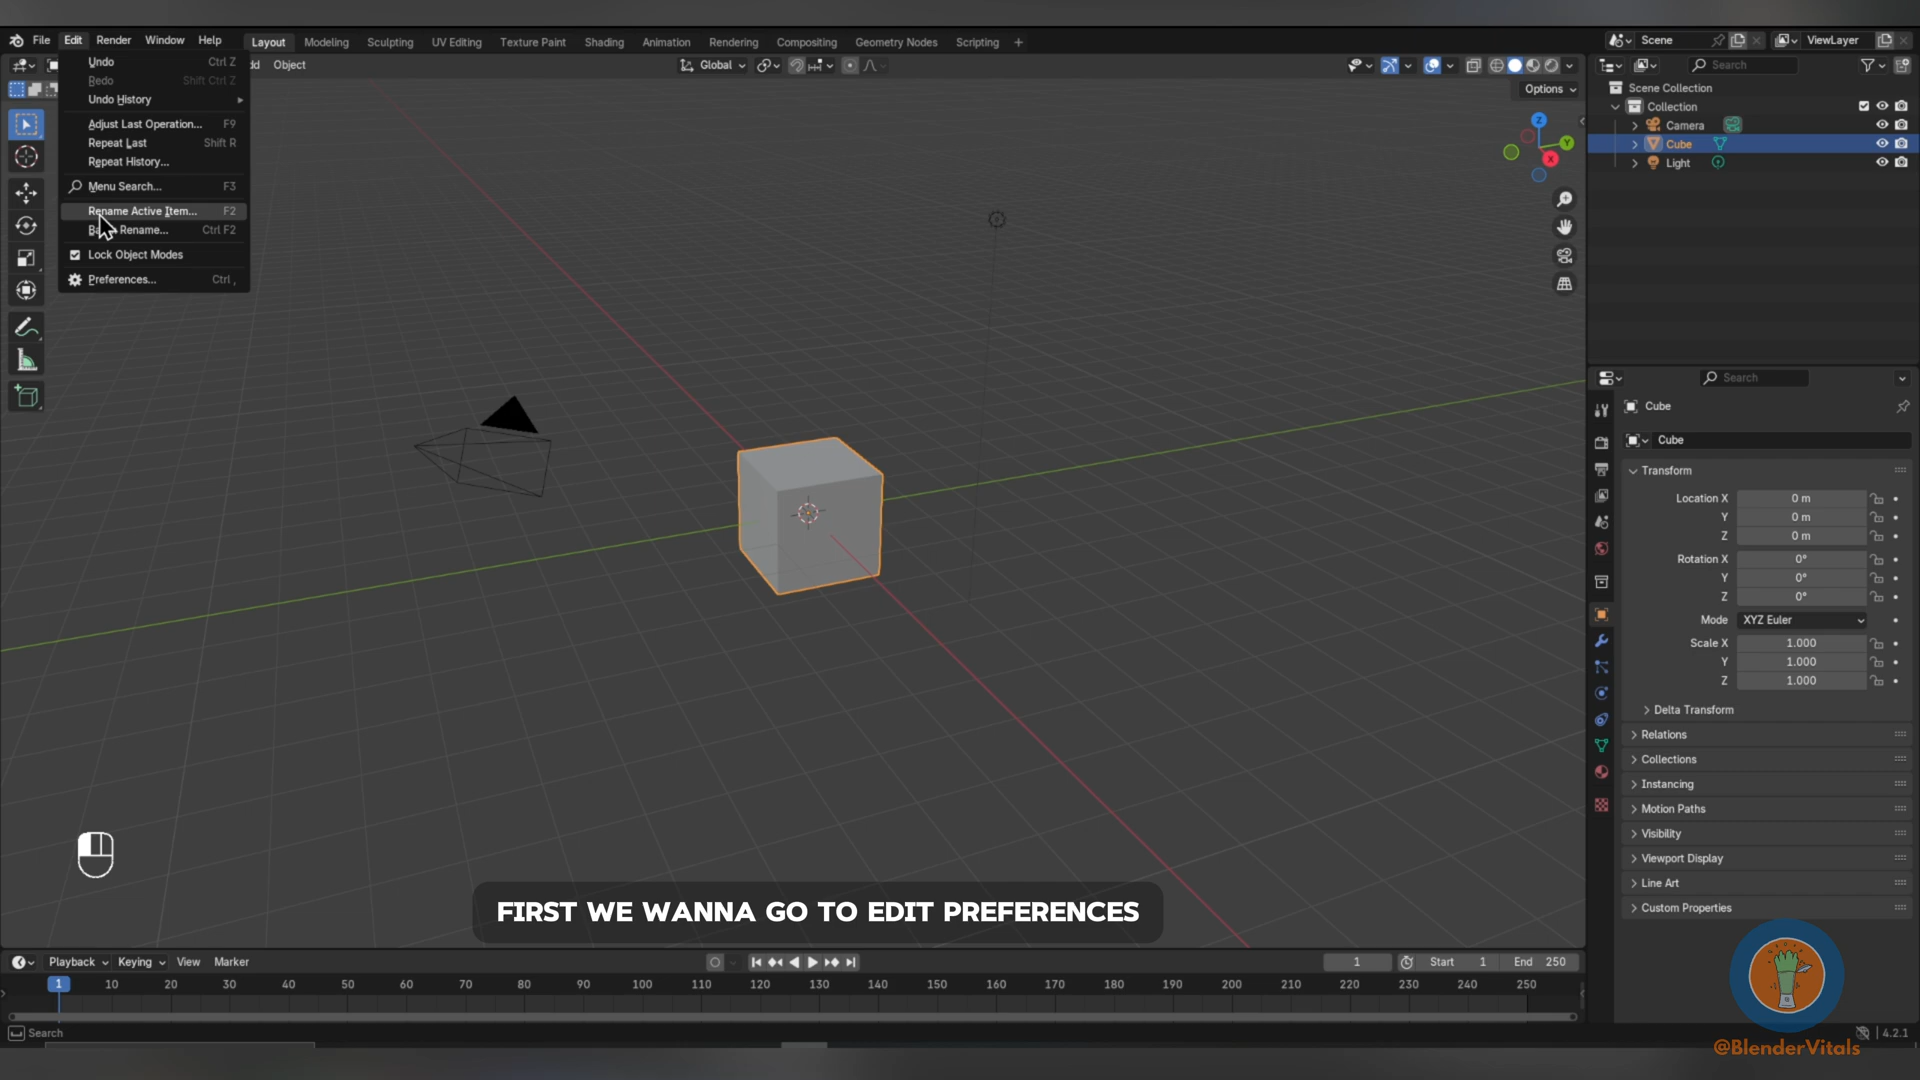 File Edit Render Window Help Layout Modeling Sculpting UV Editing Texture Paint Shading Animation Rendering Compositing Geometry Nodes Scripting +
Scene ViewLayer
Object Global
Search
Options
Undo Ctrl Z
Redo Shift Ctrl Z
Undo History
Adjust Last Operation... F9
Repeat Last Shift R
Repeat History...
Menu Search... F3
Rename Active Item... F2
Rename... Ctrl F2
Lock Object Modes
Preferences... Ctrl ,
Z
Y
X
Scene Collection
Collection
Camera
Cube
Light
Search
Cube
Cube
Transform
Location X 0 m
Y 0 m
Z 0 m
Rotation X 0°
Y 0°
Z 0°
Mode XYZ Euler
Scale X 1.000
Y 1.000
Z 1.000
Delta Transform
Relations
Collections
Instancing
Motion Paths
Visibility
Viewport Display
Line Art
Custom Properties
FIRST WE WANNA GO TO EDIT PREFERENCES
Playback Keying View Marker 1 Start 1 End 250
1 10 20 30 40 50 60 70 80 90 100 110 120 130 140 150 160 170 180 190 200 210 220 230 240 250
Search
4.2.1
@BlenderVitals